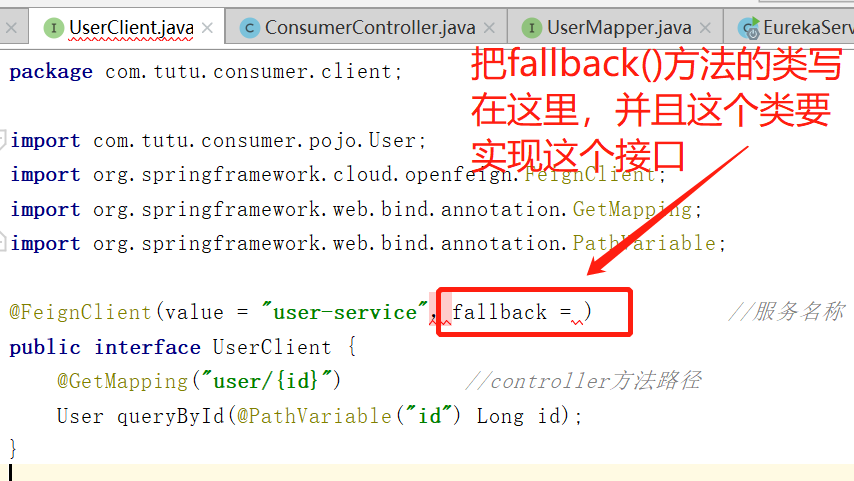 UserClient.java
ConsumerController.java
UserMapper.java
EurekaServ
把fallback()方法的类写
在这里，并且这个类要
实现这个接口
package com.tutu.consumer.client;
import com.tutu.consumer.pojo.User;
import org.springframework.cloud.openfeign.FeignClient;
import org.springframework.web.bind.annotation.GetMapping;
import org.springframework.web.bind.annotation.PathVariable;
@FeignClient(value = "user-service", fallback = ) //服务名称
public interface UserClient {
@GetMapping("user/{id}") //controller方法路径
User queryById(@PathVariable("id") Long id);
}